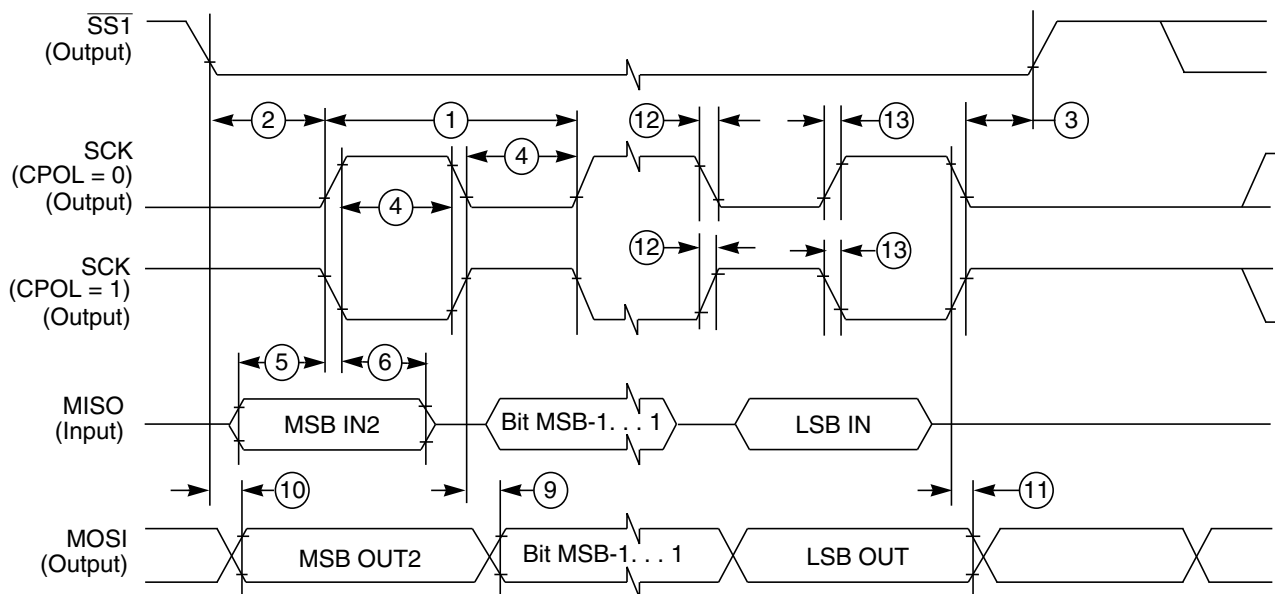 SS1
(Output)
2
1
12
13
3
SCK
(CPOL = 0)
(Output)
4
4
12
13
SCK
(CPOL = 1)
(Output)
5
6
MISO
(Input)
MSB IN2
Bit MSB-1. . . 1
LSB IN
10
9
11
MOSI
(Output)
MSB OUT2
Bit MSB-1. . . 1
LSB OUT